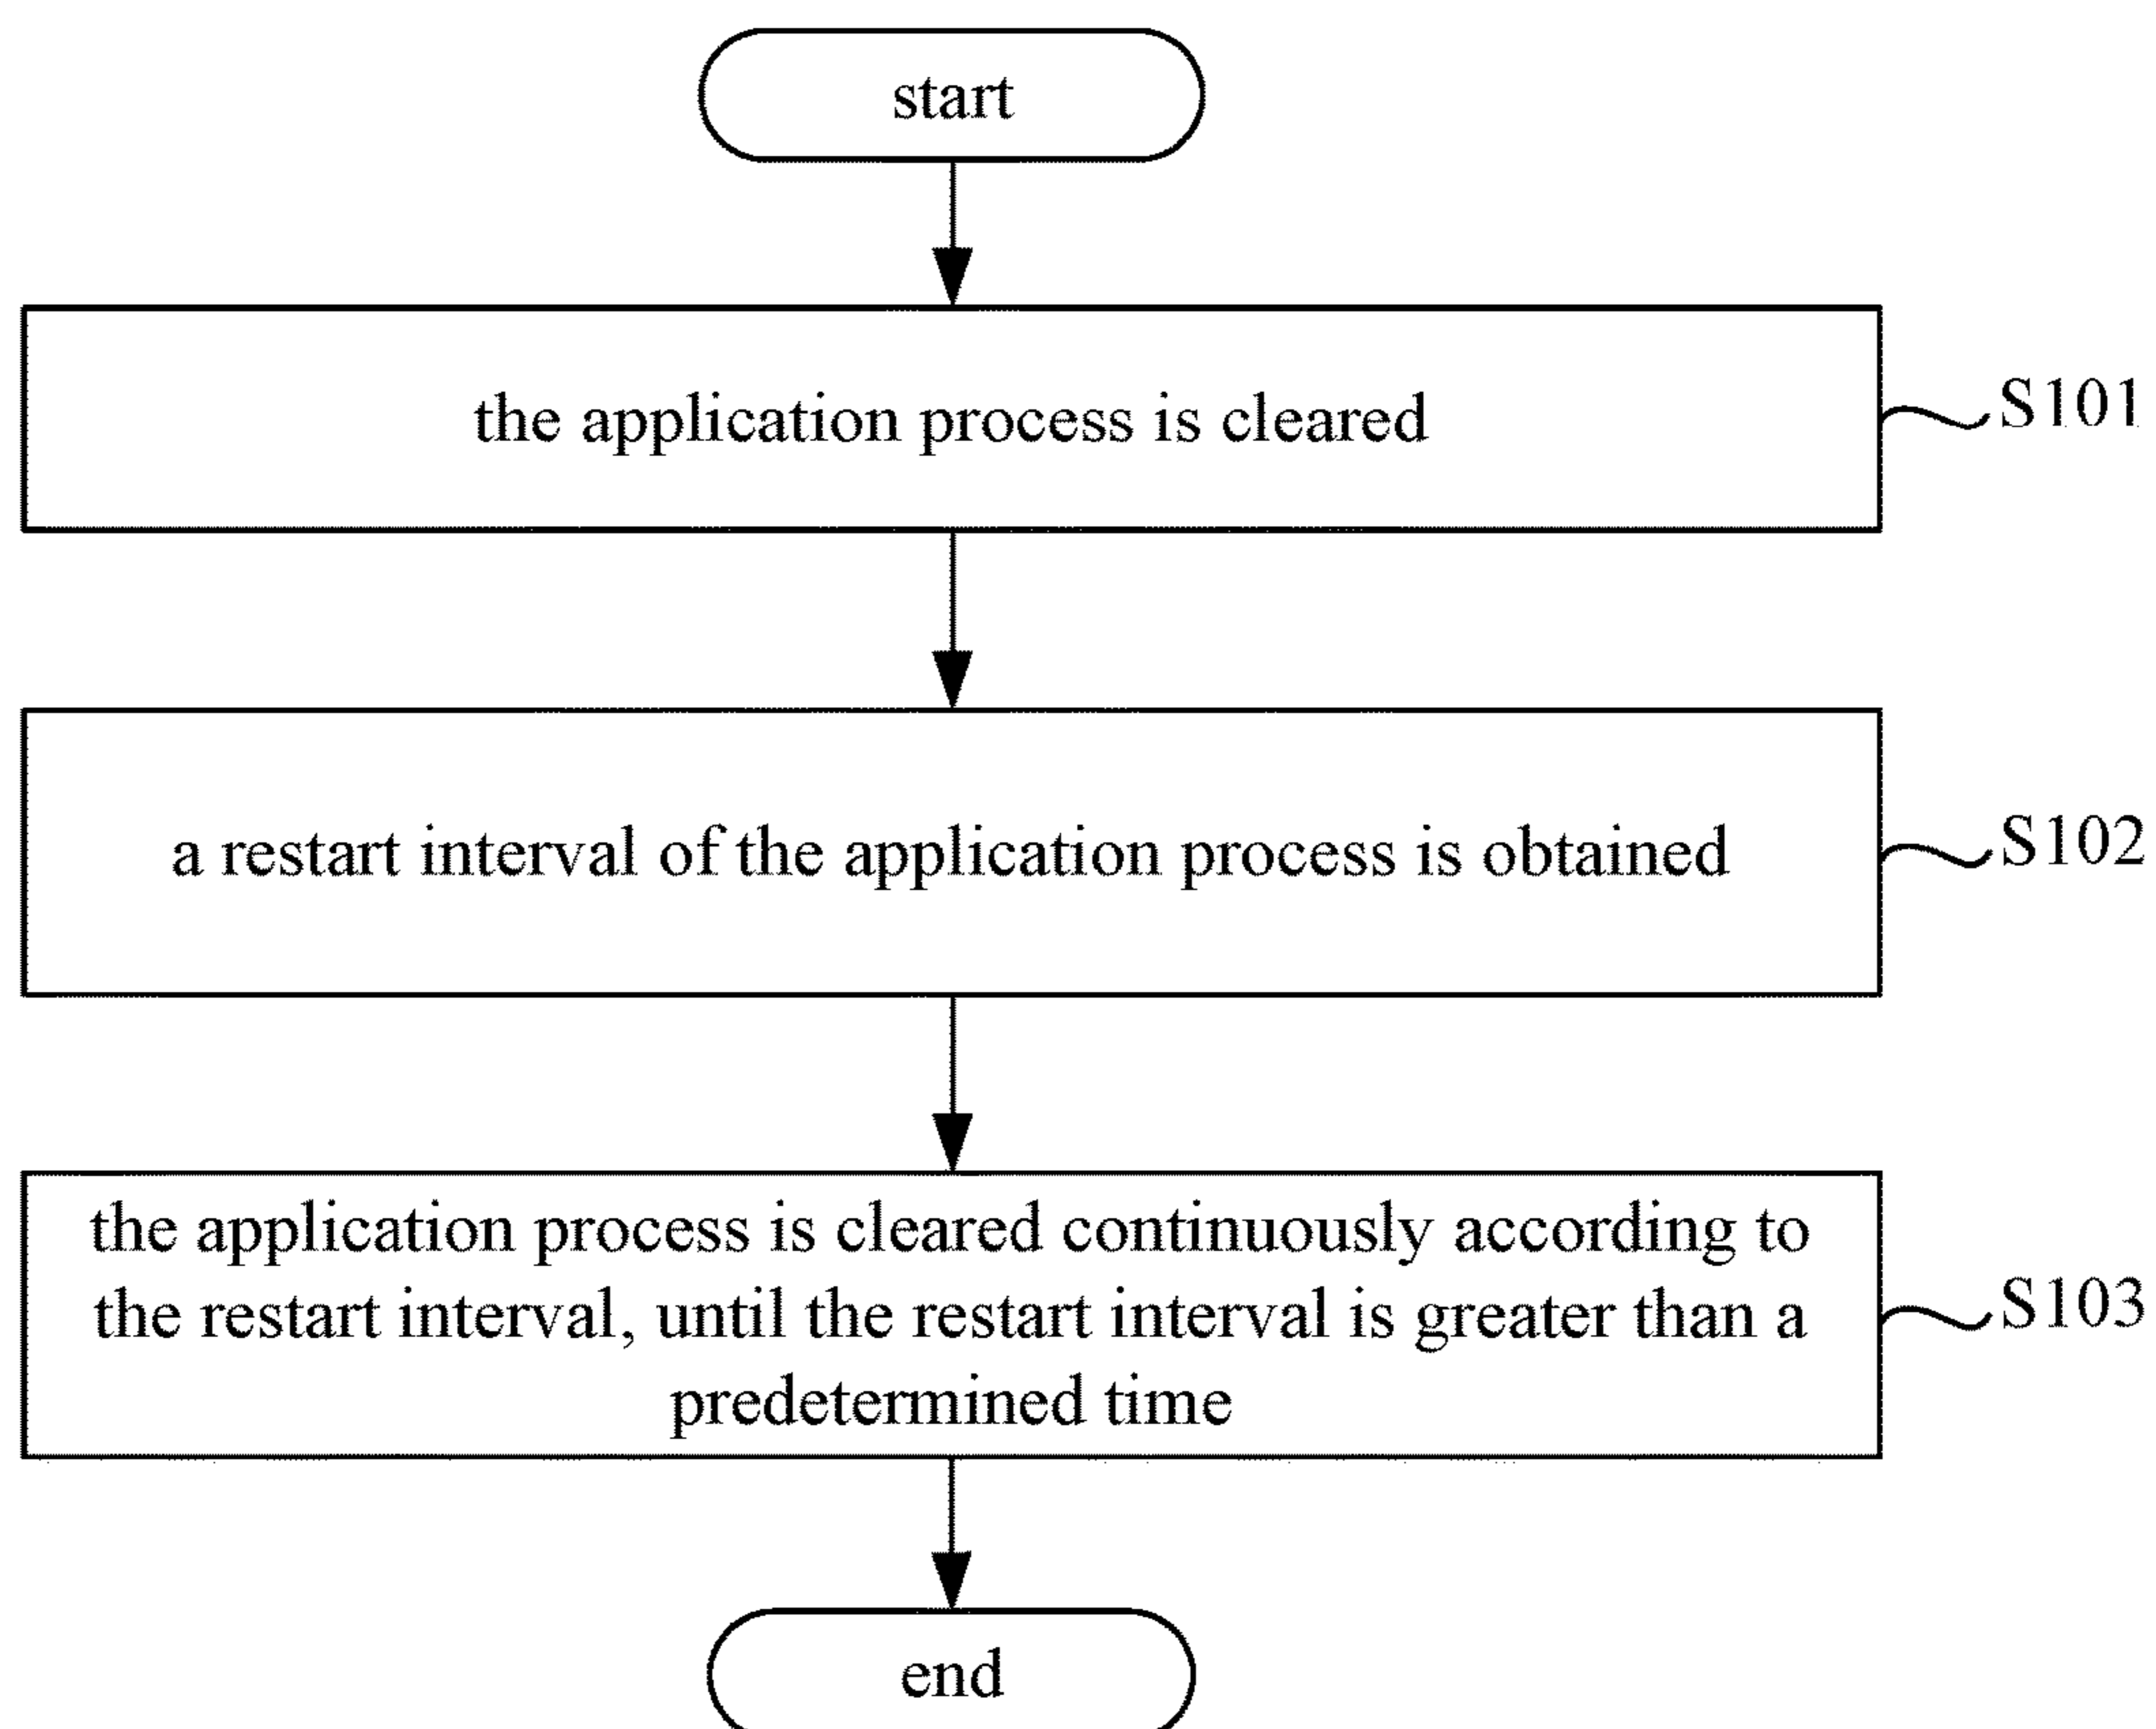 start
the application process is cleared
S101
a restart interval of the application process is obtained
S102
the application process is cleared continuously according to
the restart interval, until the restart interval is greater than a
predetermined time
S103
end